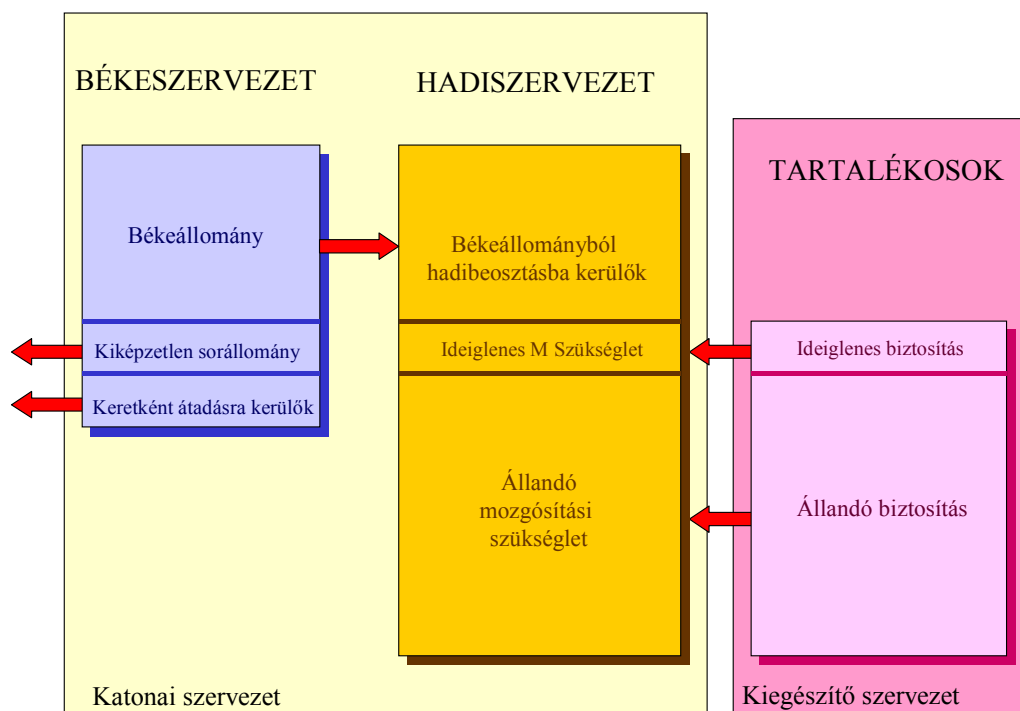 BÉKESZERVEZET
HADISZERVEZET
TARTALÉKOSOK
Békeállomány
Kiképzetlen sorállomány
Keretként átadásra kerülők
Békeállományból
hadibeosztásba kerülők
Ideiglenes M Szükséglet
Állandó
mozgósítási
szükséglet
Ideiglenes biztosítás
Állandó biztosítás
Katonai szervezet
Kiegészítő szervezet